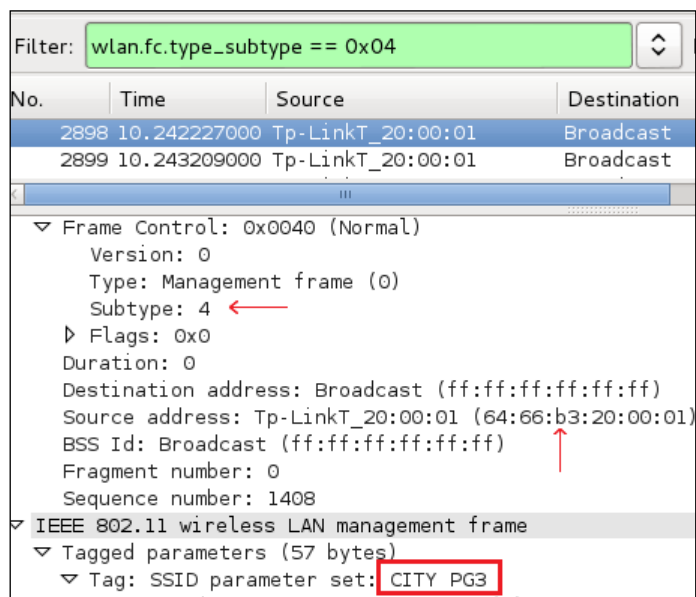 Filter: wlan.fc.type_subtype == 0x04
No. Time Source Destination
2898 10.242227000 Tp-LinkT_20:00:01 Broadcast
2899 10.243209000 Tp-LinkT_20:00:01 Broadcast
Frame Control: 0x0040 (Normal)
Version: 0
Type: Management frame (0)
Subtype: 4
Flags: 0x0
Duration: 0
Destination address: Broadcast (ff:ff:ff:ff:ff:ff)
Source address: Tp-LinkT_20:00:01 (64:66:b3:20:00:01)
BSS Id: Broadcast (ff:ff:ff:ff:ff:ff)
Fragment number: 0
Sequence number: 1408
IEEE 802.11 wireless LAN management frame
Tagged parameters (57 bytes)
Tag: SSID parameter set: CITY PG3